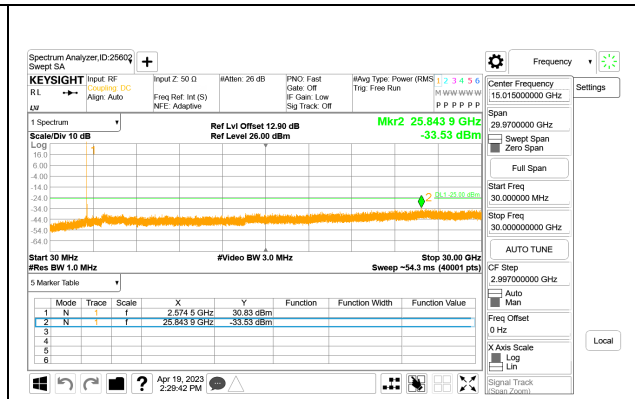 Spectrum Analyzer,ID:25602
Swept SA
Frequency
Settings
KEYSIGHT
RL
LXI
Input: RF
Coupling: DC
Align: Auto
Input Z: 50 Ω
Freq Ref: Int (S)
NFE: Adaptive
#Atten: 26 dB
PNO: Fast
Gate: Off
IF Gain: Low
Sig Track: Off
#Avg Type: Power (RMS
Trig: Free Run
1 2 3 4 5 6
M W W W W W
P P P P P P
1 Spectrum
Scale/Div 10 dB
Ref Lvl Offset 12.90 dB
Ref Level 26.00 dBm
Mkr2 25.843 9 GHz
-33.53 dBm
Log
16.0
6.00
-4.00
-14.0
-24.0
-34.0
-44.0
-54.0
-64.0
1
2
DL1 -25.00 dBm
Start 30 MHz
#Video BW 3.0 MHz
Stop 30.00 GHz
#Res BW 1.0 MHz
Sweep ~54.3 ms (40001 pts)
5 Marker Table
Mode Trace Scale X Y Function Function Width Function Value
1 N 1 f 2.574 5 GHz 30.83 dBm
2 N 1 f 25.843 9 GHz -33.53 dBm
3
4
5
6
Center Frequency
15.015000000 GHz
Span
29.9700000 GHz
Swept Span
Zero Span
Full Span
Start Freq
30.000000 MHz
Stop Freq
30.000000000 GHz
AUTO TUNE
CF Step
2.997000000 GHz
Auto
Man
Freq Offset
0 Hz
X Axis Scale
Log
Lin
Signal Track
(Span Zoom)
Local
?
Apr 19, 2023
2:29:42 PM